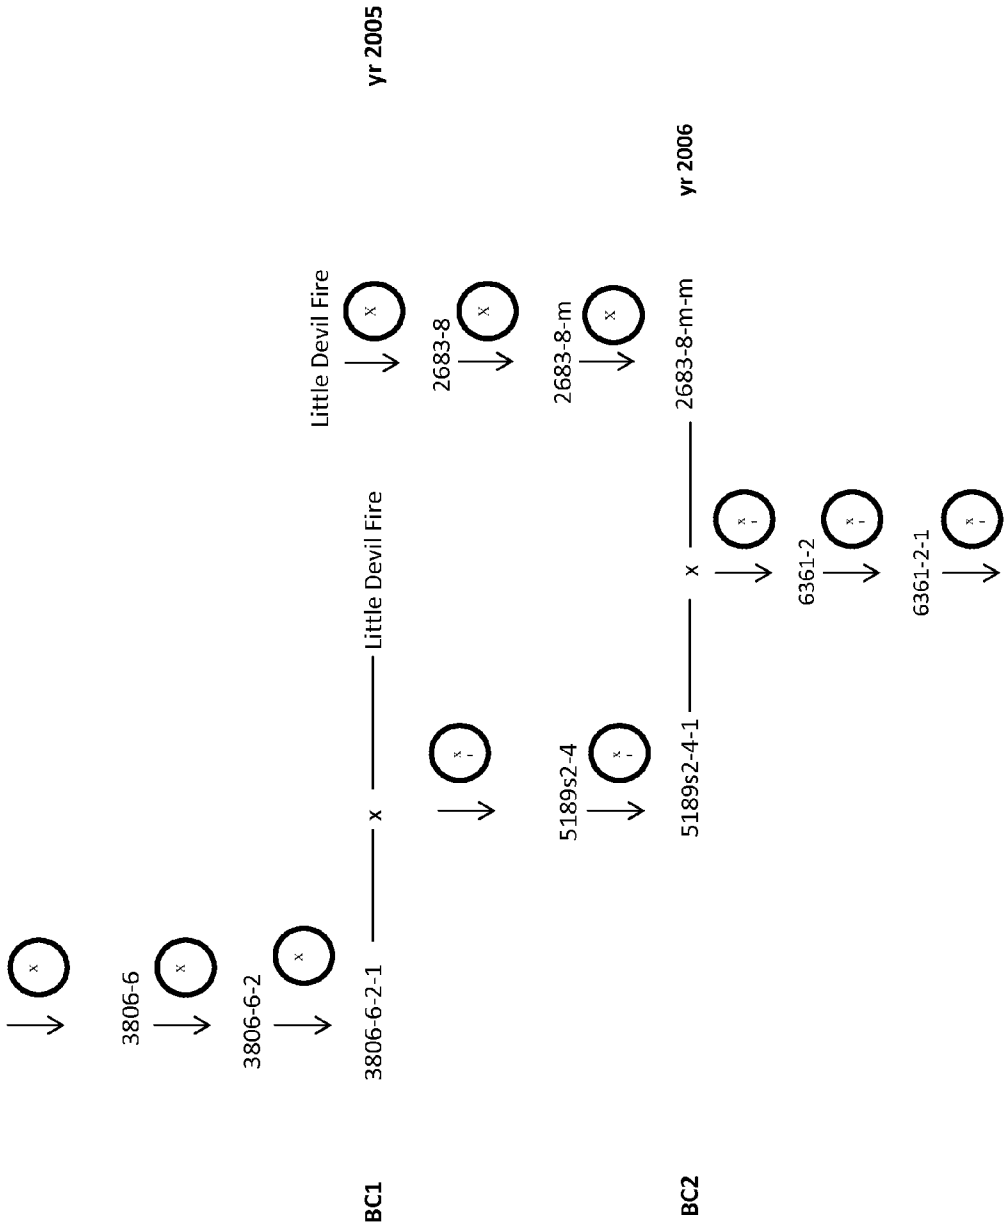 x
3806-6
x
3806-6-2
x
BC1
3806-6-2-1
x
Little Devil Fire
yr 2005
Little Devil Fire
x
2683-8
x
2683-8-m
x
x
5189s2-4
x
BC2
5189s2-4-1
x
2683-8-m-m
yr 2006
x
6361-2
x
6361-2-1
x